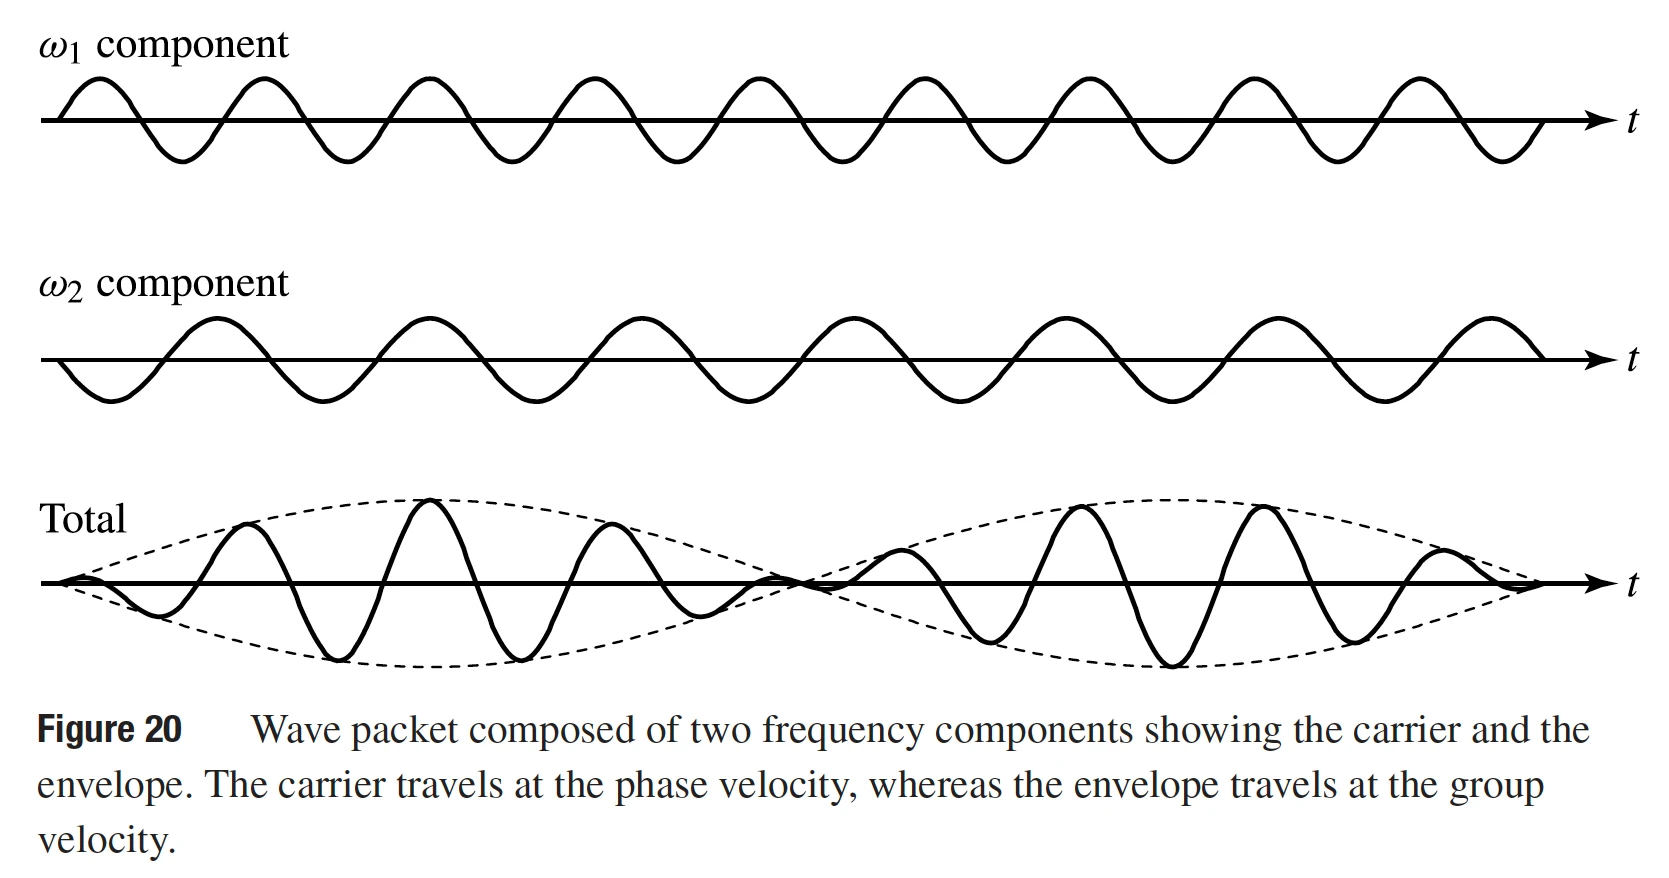 ω₁ component
t
ω₂ component
t
Total
t
Figure 20 Wave packet composed of two frequency components showing the carrier and the
envelope. The carrier travels at the phase velocity, whereas the envelope travels at the group
velocity.